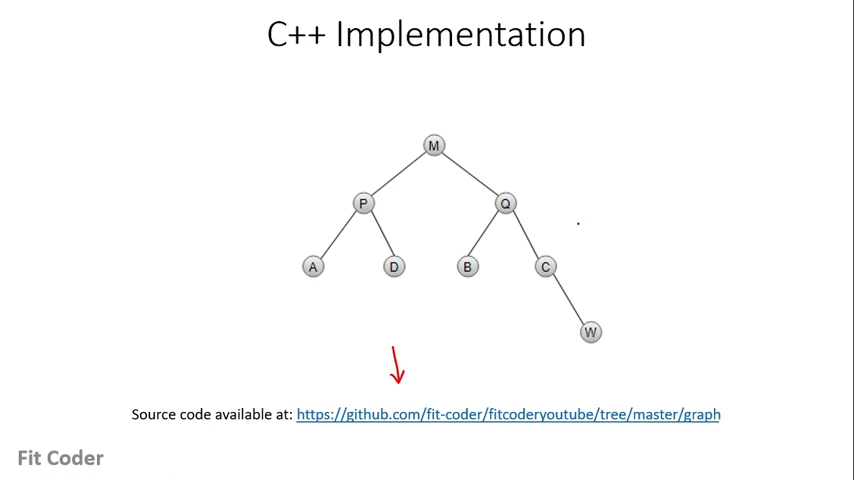 C++ Implementation
M
P
Q
A
D
B
C
W
Source code available at: https://github.com/fit-coder/fitcoderyoutube/tree/master/graph
Fit Coder